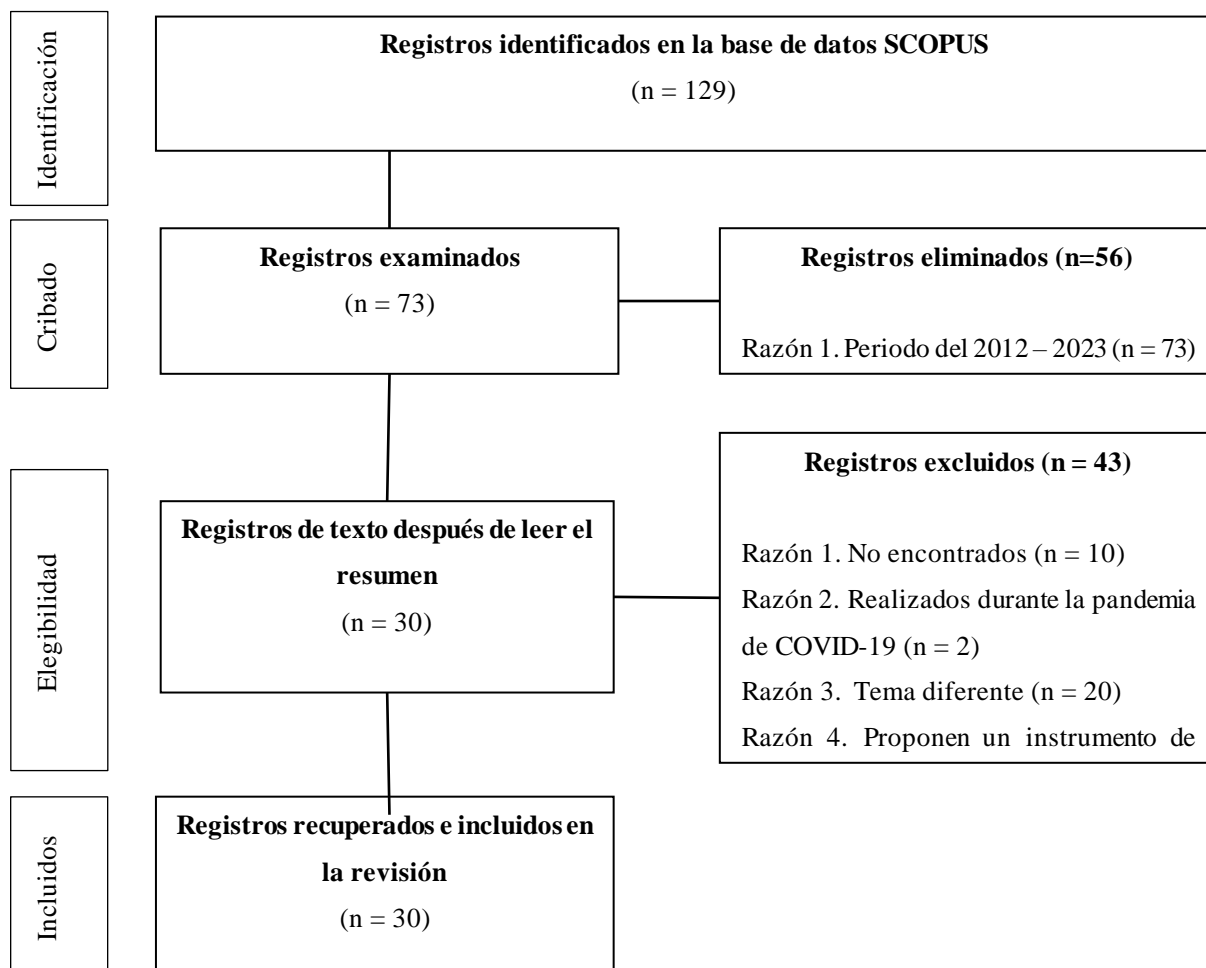 Identificación
Registros identificados en la base de datos SCOPUS
(n = 129)
Cribado
Registros examinados
(n = 73)
Registros eliminados (n=56)
Razón 1. Periodo del 2012 – 2023 (n = 73)
Elegibilidad
Registros de texto después de leer el
resumen
(n = 30)
Registros excluidos (n = 43)
Razón 1. No encontrados (n = 10)
Razón 2. Realizados durante la pandemia
de COVID-19 (n = 2)
Razón 3. Tema diferente (n = 20)
Razón 4. Proponen un instrumento de
Incluidos
Registros recuperados e incluidos en
la revisión
(n = 30)